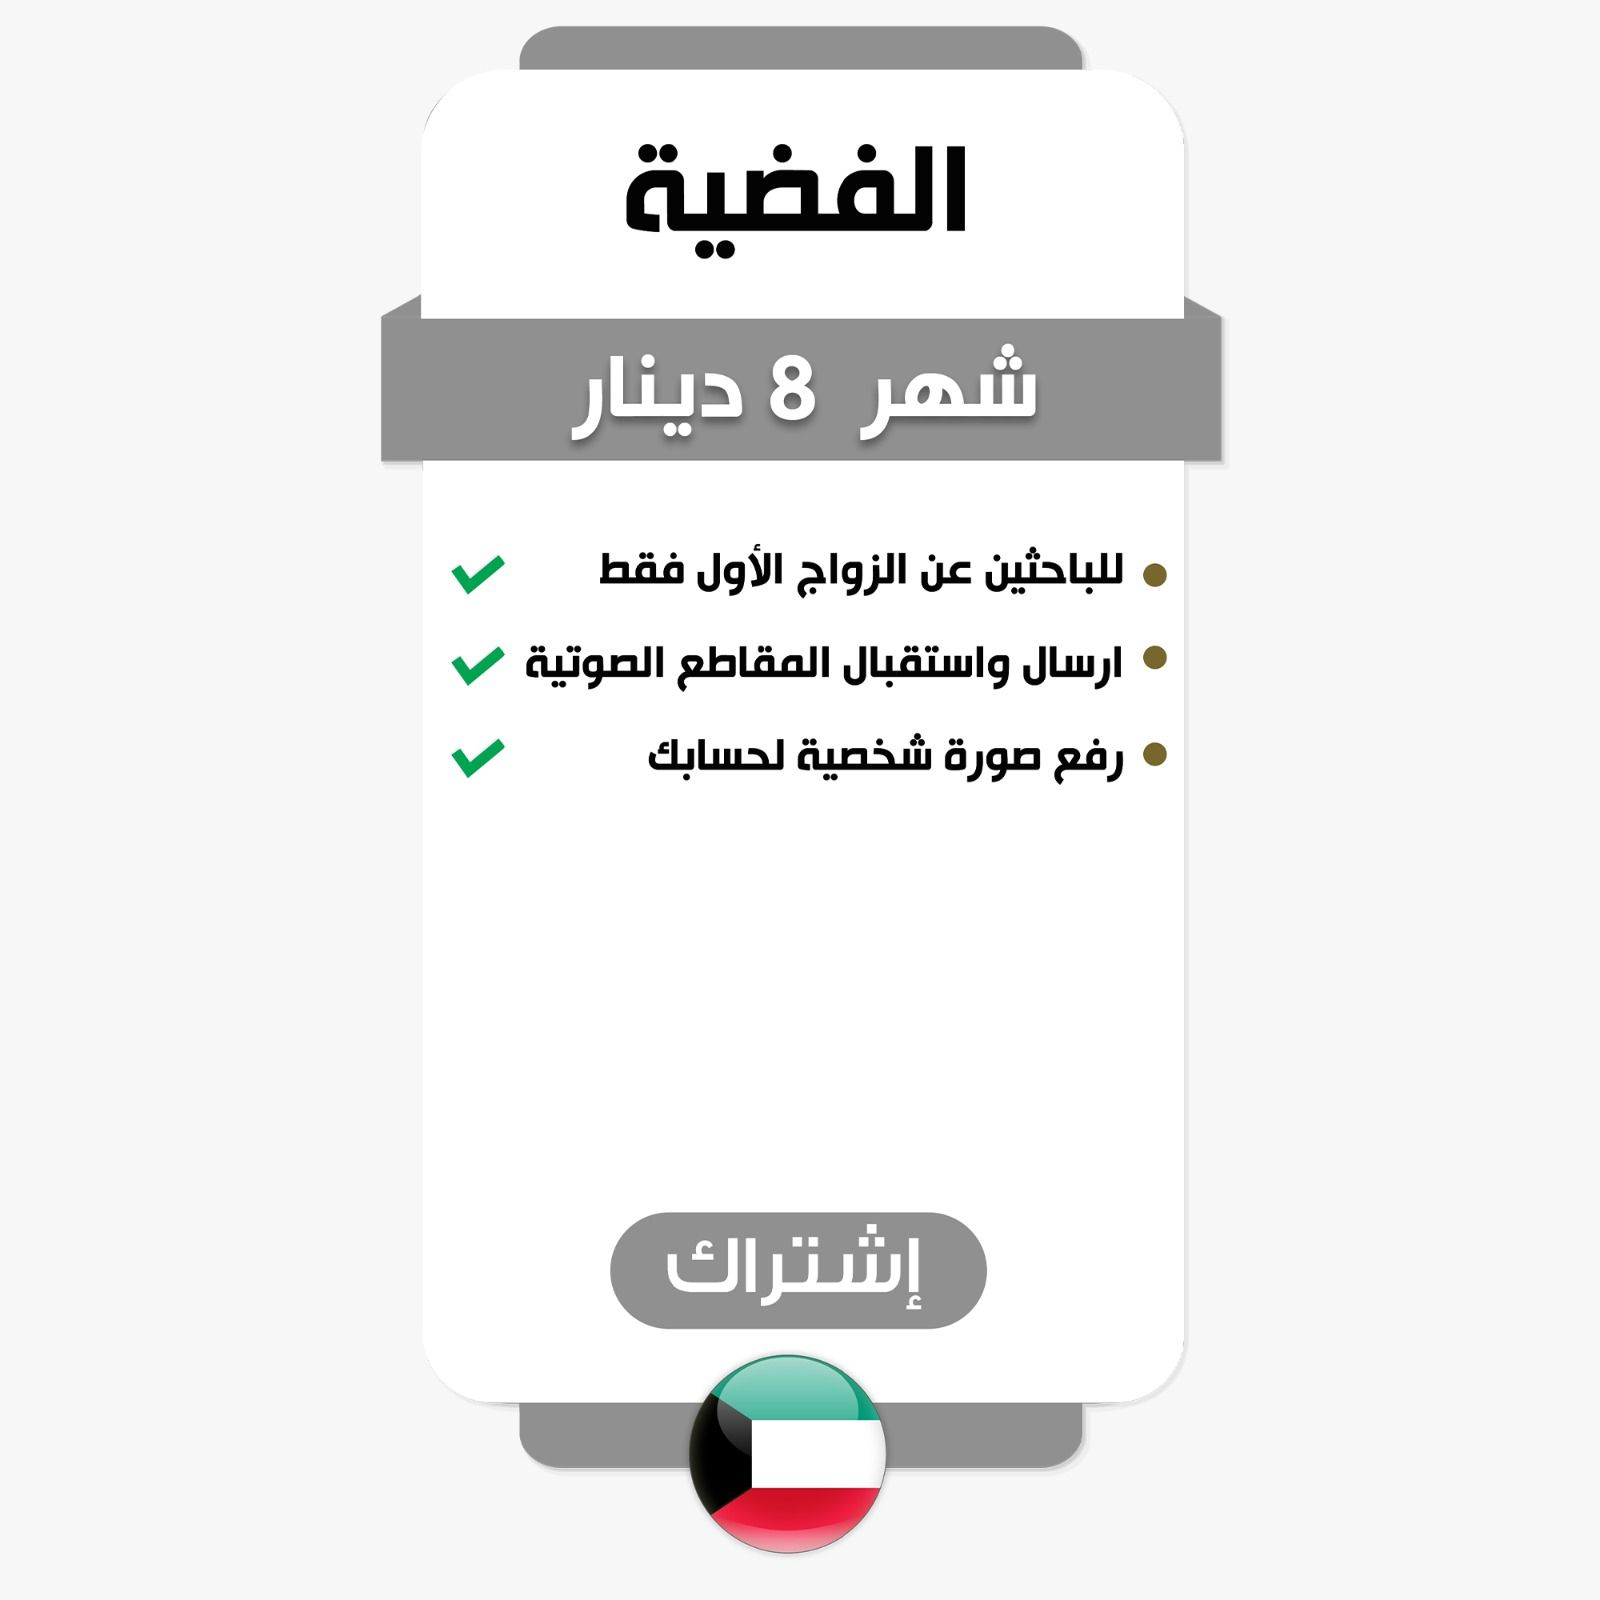 الفضية
شهر 8 دينار
للباحثين عن الزواج الأول فقط
ارسال واستقبال المقاطع الصوتية
رفع صورة شخصية لحسابك
إشتراك